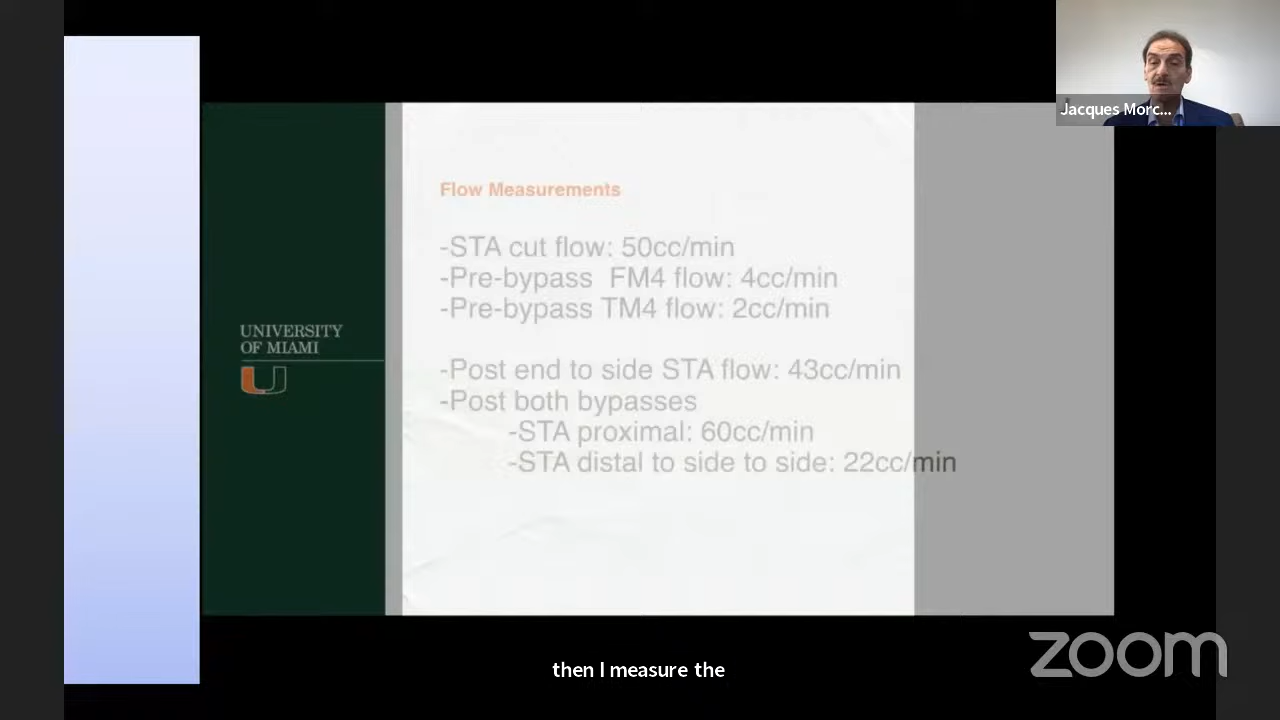 Jacques Morc...
Flow Measurements
-STA cut flow: 50cc/min
-Pre-bypass FM4 flow: 4cc/min
-Pre-bypass TM4 flow: 2cc/min
UNIVERSITY
OF MIAMI
-Post end to side STA flow: 43cc/min
-Post both bypasses
-STA proximal: 60cc/min
-STA distal to side to side: 22cc/min
zoom
then I measure the